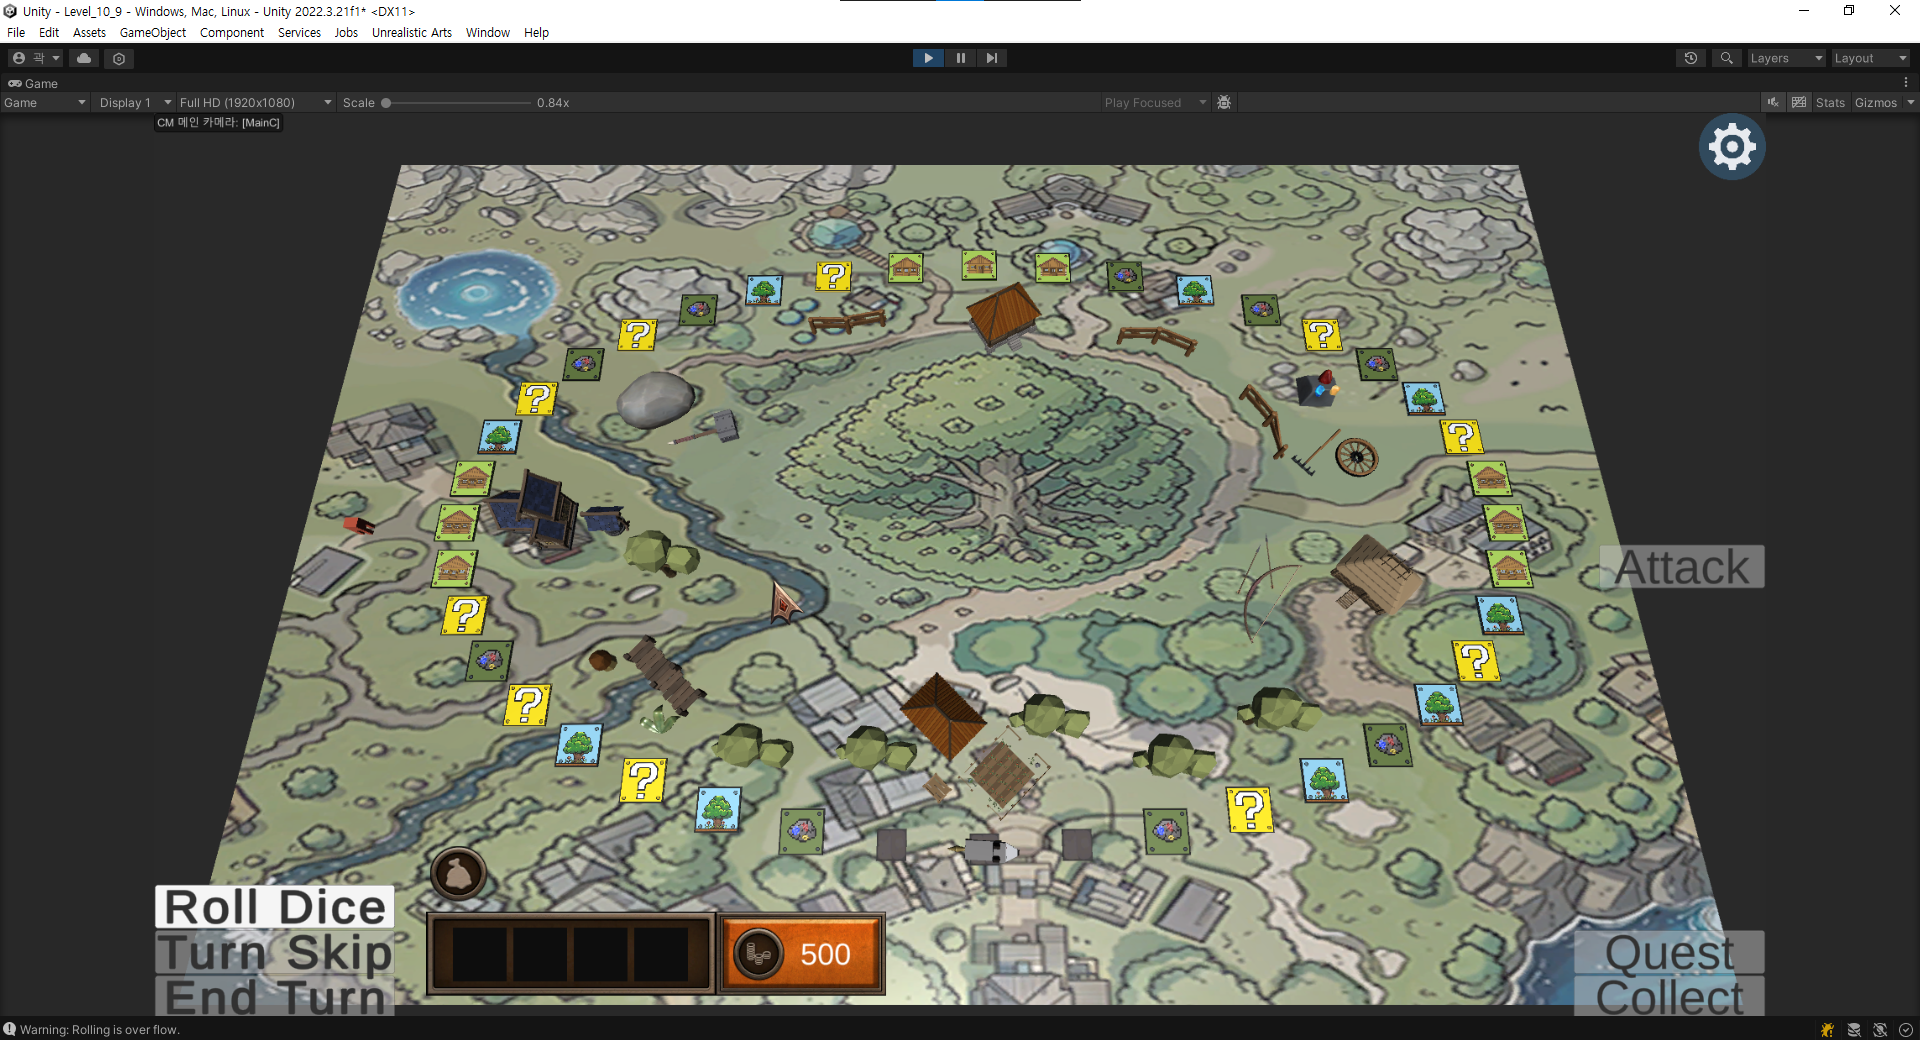 Unity - Level_10_9 - Windows, Mac, Linux - Unity 2022.3.21f1* <DX11>
File Edit Assets GameObject Component Services Jobs Unrealistic Arts Window Help
곽 Layers Layout
Game
Game Display 1 Full HD (1920x1080) Scale 0.84x Play Focused Stats Gizmos
CM 메인 카메라: [MainC]
?
?
?
?
?
?
?
?
?
?
?
Attack
Roll Dice
Turn Skip
End Turn
500
Quest
Collect
Warning: Rolling is over flow.